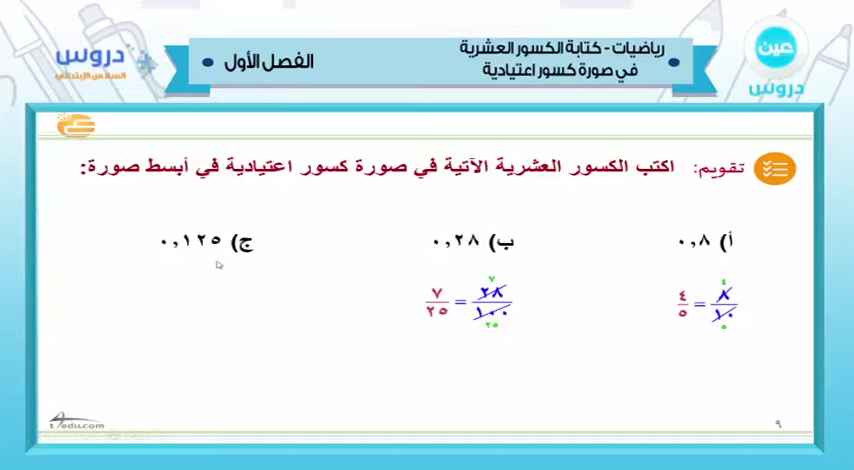 عين
دروس
رياضيات - كتابة الكسور العشرية
في صورة كسور اعتيادية
الفصل الأول
دروس
السادس الإبتدائي
تقويم: اكتب الكسور العشرية الآتية في صورة كسور اعتيادية في أبسط صورة:
أ) ٠,٨
ب) ٠,٢٨
ج) ٠,١٢٥
٤
٨/١٠ = ٤/٥
٥
٧
٢٨/١٠٠ = ٧/٢٥
٢٥
t4edu.com
٩